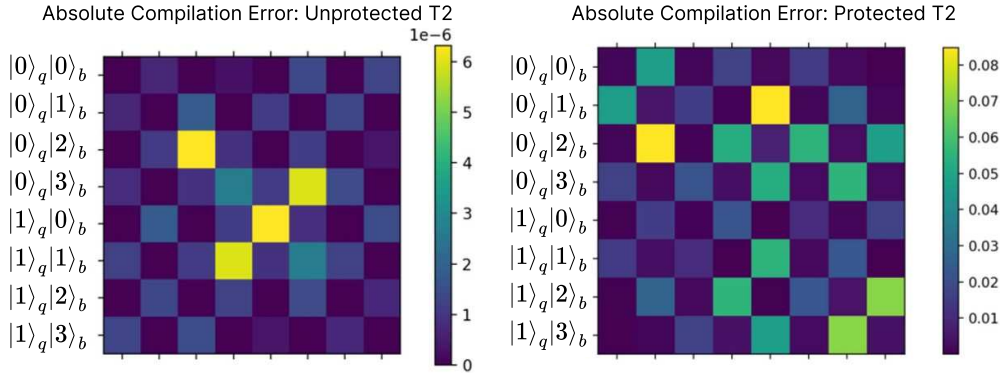 Absolute Compilation Error: Unprotected T2
1e−6
|0⟩q|0⟩b
|0⟩q|1⟩b
|0⟩q|2⟩b
|0⟩q|3⟩b
|1⟩q|0⟩b
|1⟩q|1⟩b
|1⟩q|2⟩b
|1⟩q|3⟩b
6
5
4
3
2
1
0
Absolute Compilation Error: Protected T2
|0⟩q|0⟩b
|0⟩q|1⟩b
|0⟩q|2⟩b
|0⟩q|3⟩b
|1⟩q|0⟩b
|1⟩q|1⟩b
|1⟩q|2⟩b
|1⟩q|3⟩b
0.08
0.07
0.06
0.05
0.04
0.03
0.02
0.01